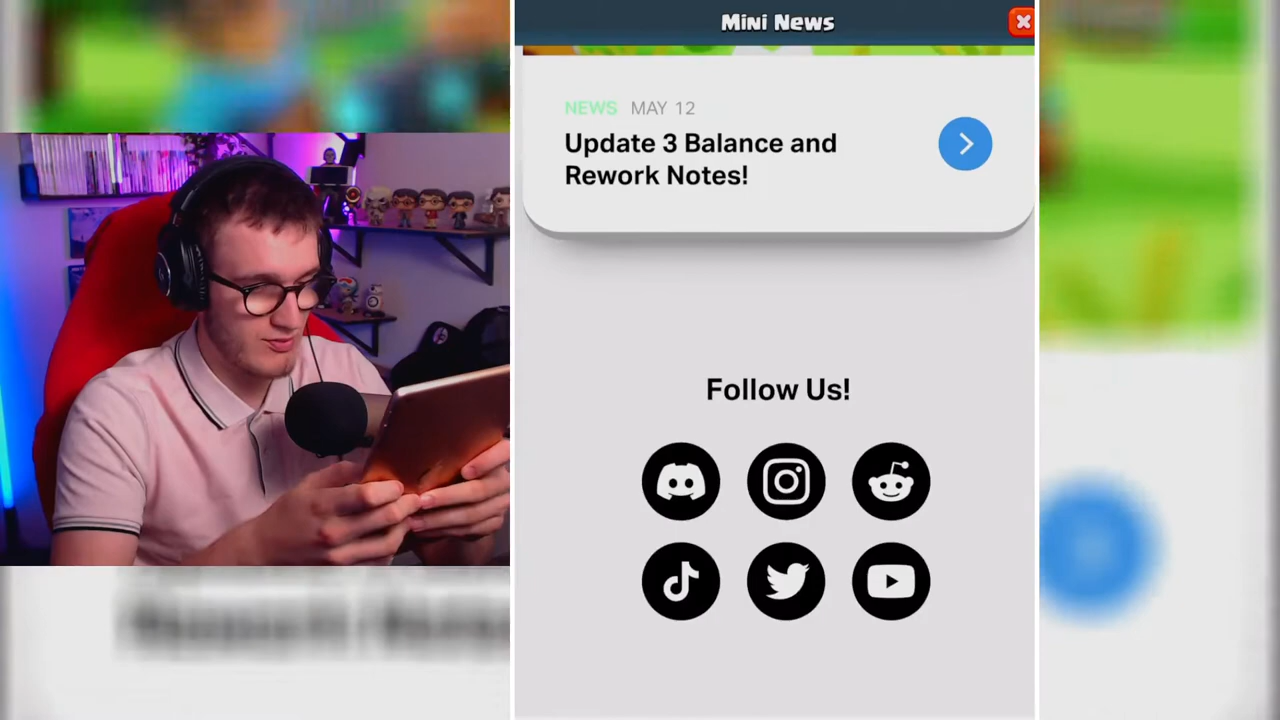 Mini News
NEWS MAY 12
Update 3 Balance and
Rework Notes!
Follow Us!